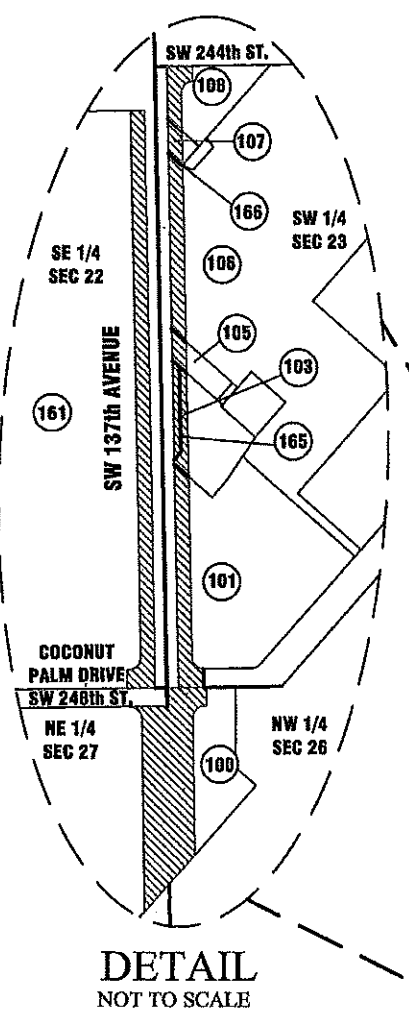 SW 244th ST.
108
107
166
SW 1/4
SEC 23
SE 1/4
SEC 22
106
105
SW 137th AVENUE
103
161
165
101
COCONUT
PALM DRIVE
SW 248th ST.
NE 1/4
SEC 27
NW 1/4
SEC 26
100
DETAIL
NOT TO SCALE